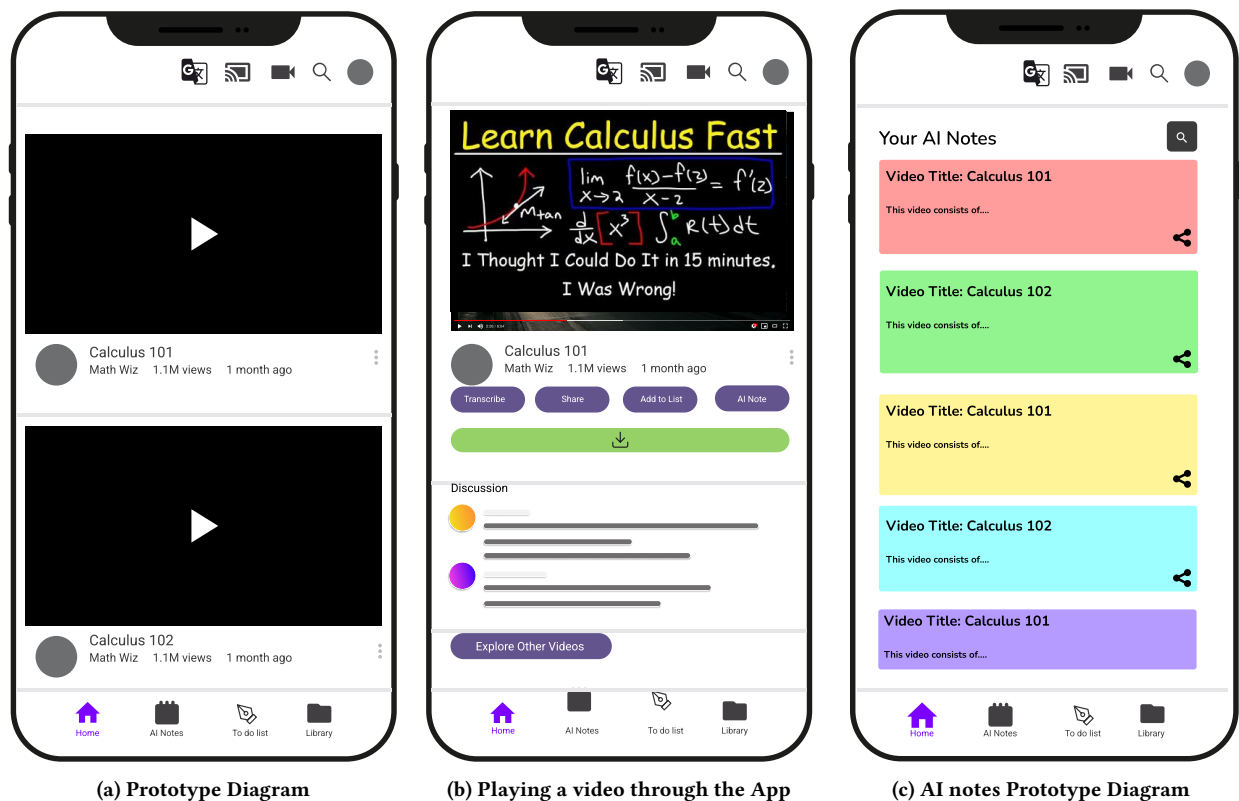 Calculus 101
Math Wiz 1.1M views 1 month ago
Calculus 102
Math Wiz 1.1M views 1 month ago
Home AI Notes To do list Library
(a) Prototype Diagram
Learn Calculus Fast
lim x→2 f(x)-f(2) / x-2 = f'(2)
mtan
d/dx [x³] ∫ₐᵇ R(t)dt
I Thought I Could Do It in 15 minutes.
I Was Wrong!
Calculus 101
Math Wiz 1.1M views 1 month ago
Transcribe Share Add to List AI Note
Discussion
Explore Other Videos
Home AI Notes To do list Library
(b) Playing a video through the App
Your AI Notes
Video Title: Calculus 101
This video consists of....
Video Title: Calculus 102
This video consists of....
Video Title: Calculus 101
This video consists of....
Video Title: Calculus 102
This video consists of....
Video Title: Calculus 101
This video consists of....
Home AI Notes To do list Library
(c) AI notes Prototype Diagram